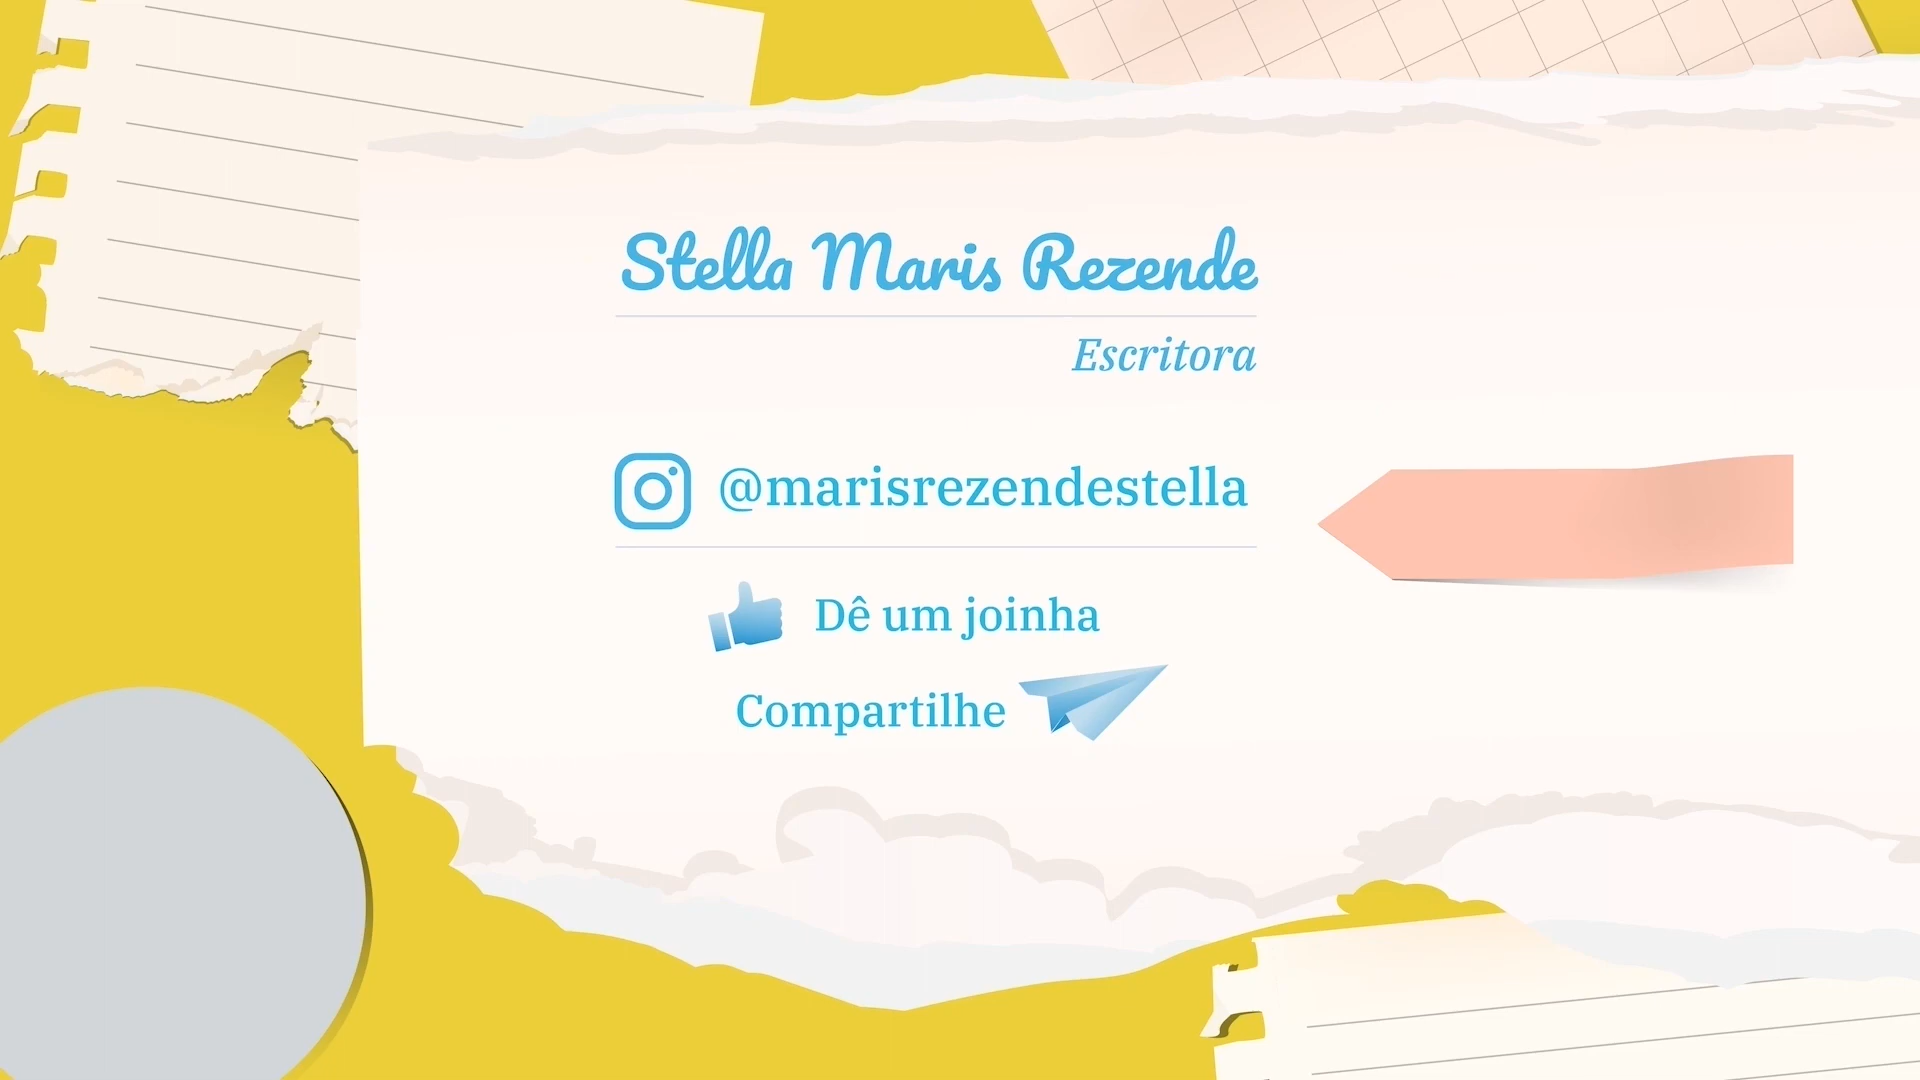 Stella Maris Rezende
Escritora
@marisrezendestella
Dê um joinha
Compartilhe